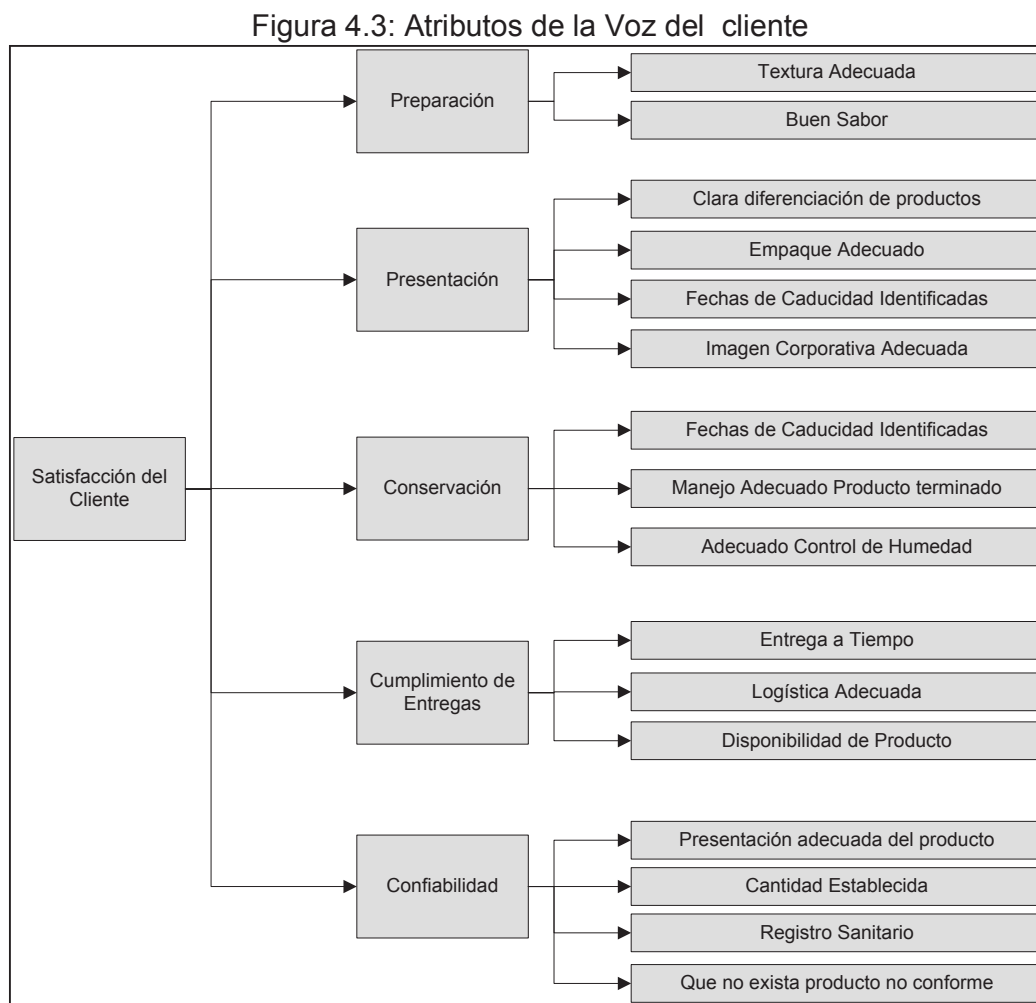 Figura 4.3: Atributos de la Voz del cliente
Satisfacción del
Cliente
Preparación
Textura Adecuada
Buen Sabor
Presentación
Clara diferenciación de productos
Empaque Adecuado
Fechas de Caducidad Identificadas
Imagen Corporativa Adecuada
Conservación
Fechas de Caducidad Identificadas
Manejo Adecuado Producto terminado
Adecuado Control de Humedad
Cumplimiento de
Entregas
Entrega a Tiempo
Logística Adecuada
Disponibilidad de Producto
Confiabilidad
Presentación adecuada del producto
Cantidad Establecida
Registro Sanitario
Que no exista producto no conforme